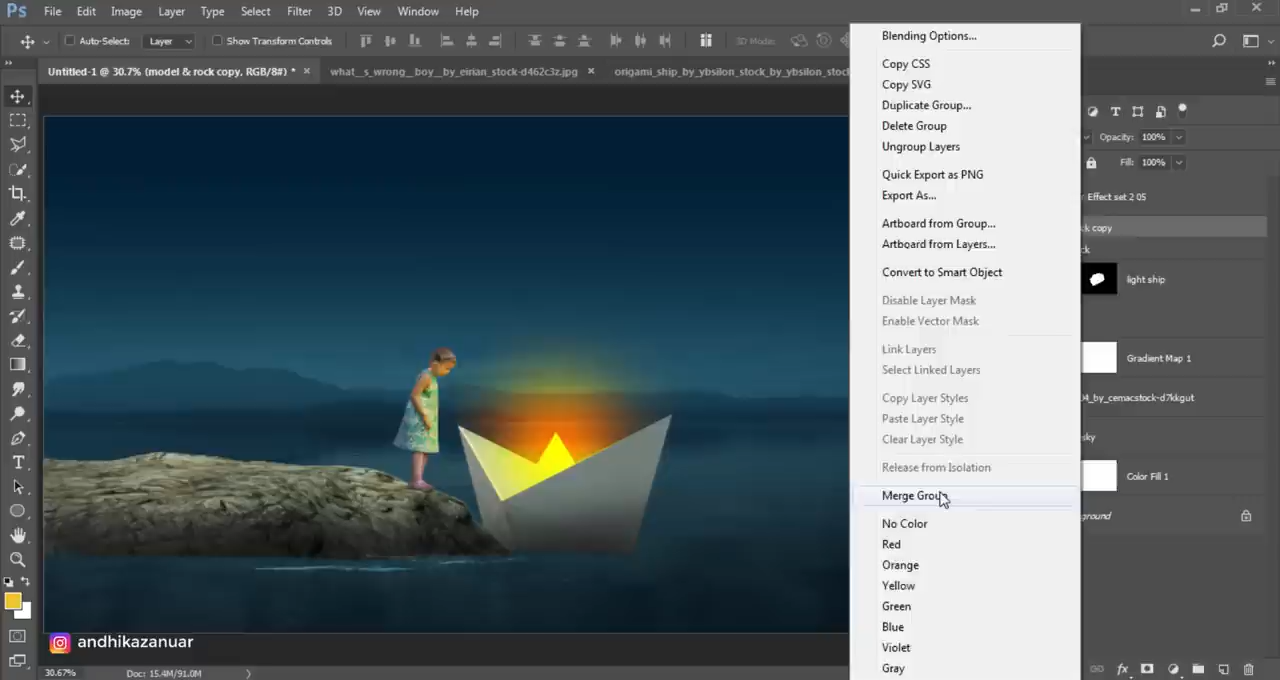 Ps File Edit Image Layer Type Select Filter 3D View Window Help
Auto-Select: Layer Show Transform Controls 3D Mode:
Untitled-1 @ 30.7% (model & rock copy, RGB/8#) * × what__s_wrong__boy__by_eirian_stock-d462c3z.jpg × origami_ship_by_ybsilon_stock_by_ybsilon_stock
Blending Options...
Copy CSS
Copy SVG
Duplicate Group...
Delete Group
Ungroup Layers
Quick Export as PNG
Export As...
Artboard from Group...
Artboard from Layers...
Convert to Smart Object
Disable Layer Mask
Enable Vector Mask
Link Layers
Select Linked Layers
Copy Layer Styles
Paste Layer Style
Clear Layer Style
Release from Isolation
Merge Group
No Color
Red
Orange
Yellow
Green
Blue
Violet
Gray
Opacity: 100%
Fill: 100%
Effect set 2 05
ck copy
ck
light ship
Gradient Map 1
04_by_cemacstock-d7kkgut
sky
Color Fill 1
ground
andhikazanuar
30.67% Doc: 15.4M/91.0M
fx